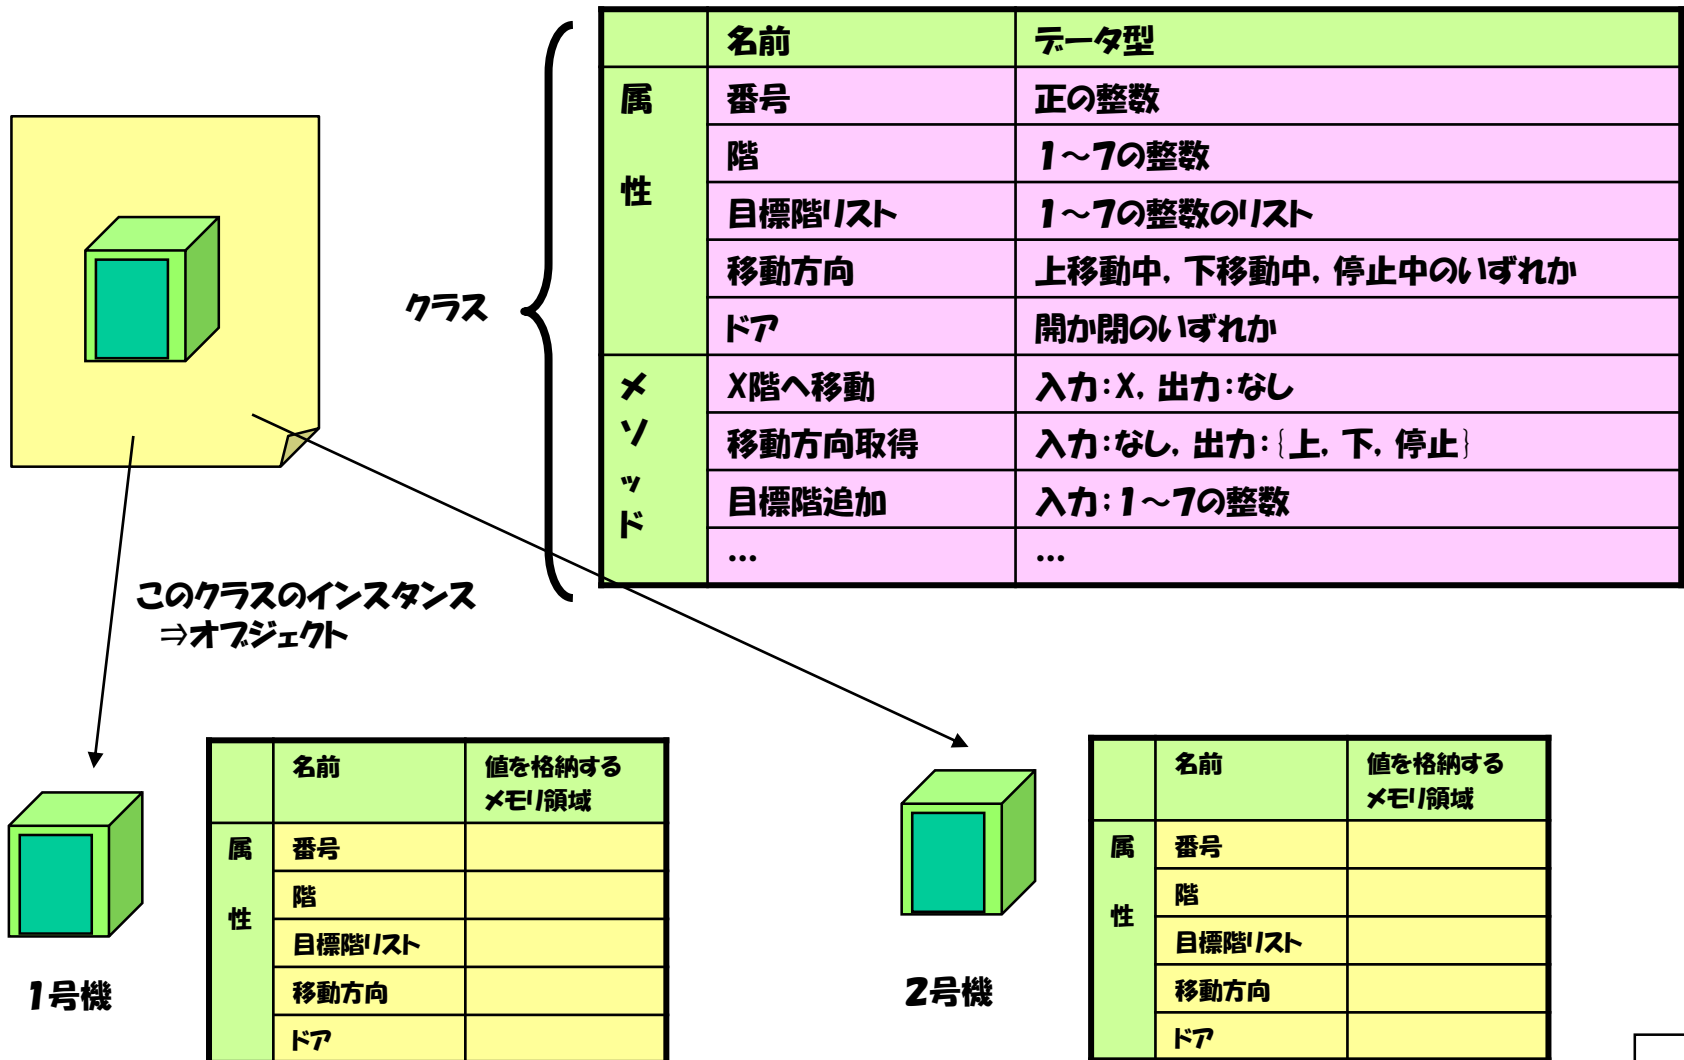 名前 データ型
属性
番号 正の整数
階 1～7の整数
目標階リスト 1～7の整数のリスト
移動方向 上移動中, 下移動中, 停止中のいずれか
ドア 開か閉のいずれか
メソッド
X階へ移動 入力:X, 出力:なし
移動方向取得 入力:なし, 出力:{上, 下, 停止}
目標階追加 入力;1～7の整数
… …
クラス
このクラスのインスタンス
⇒オブジェクト
1号機
名前 値を格納する
メモリ領域
属性
番号
階
目標階リスト
移動方向
ドア
2号機
名前 値を格納する
メモリ領域
属性
番号
階
目標階リスト
移動方向
ドア